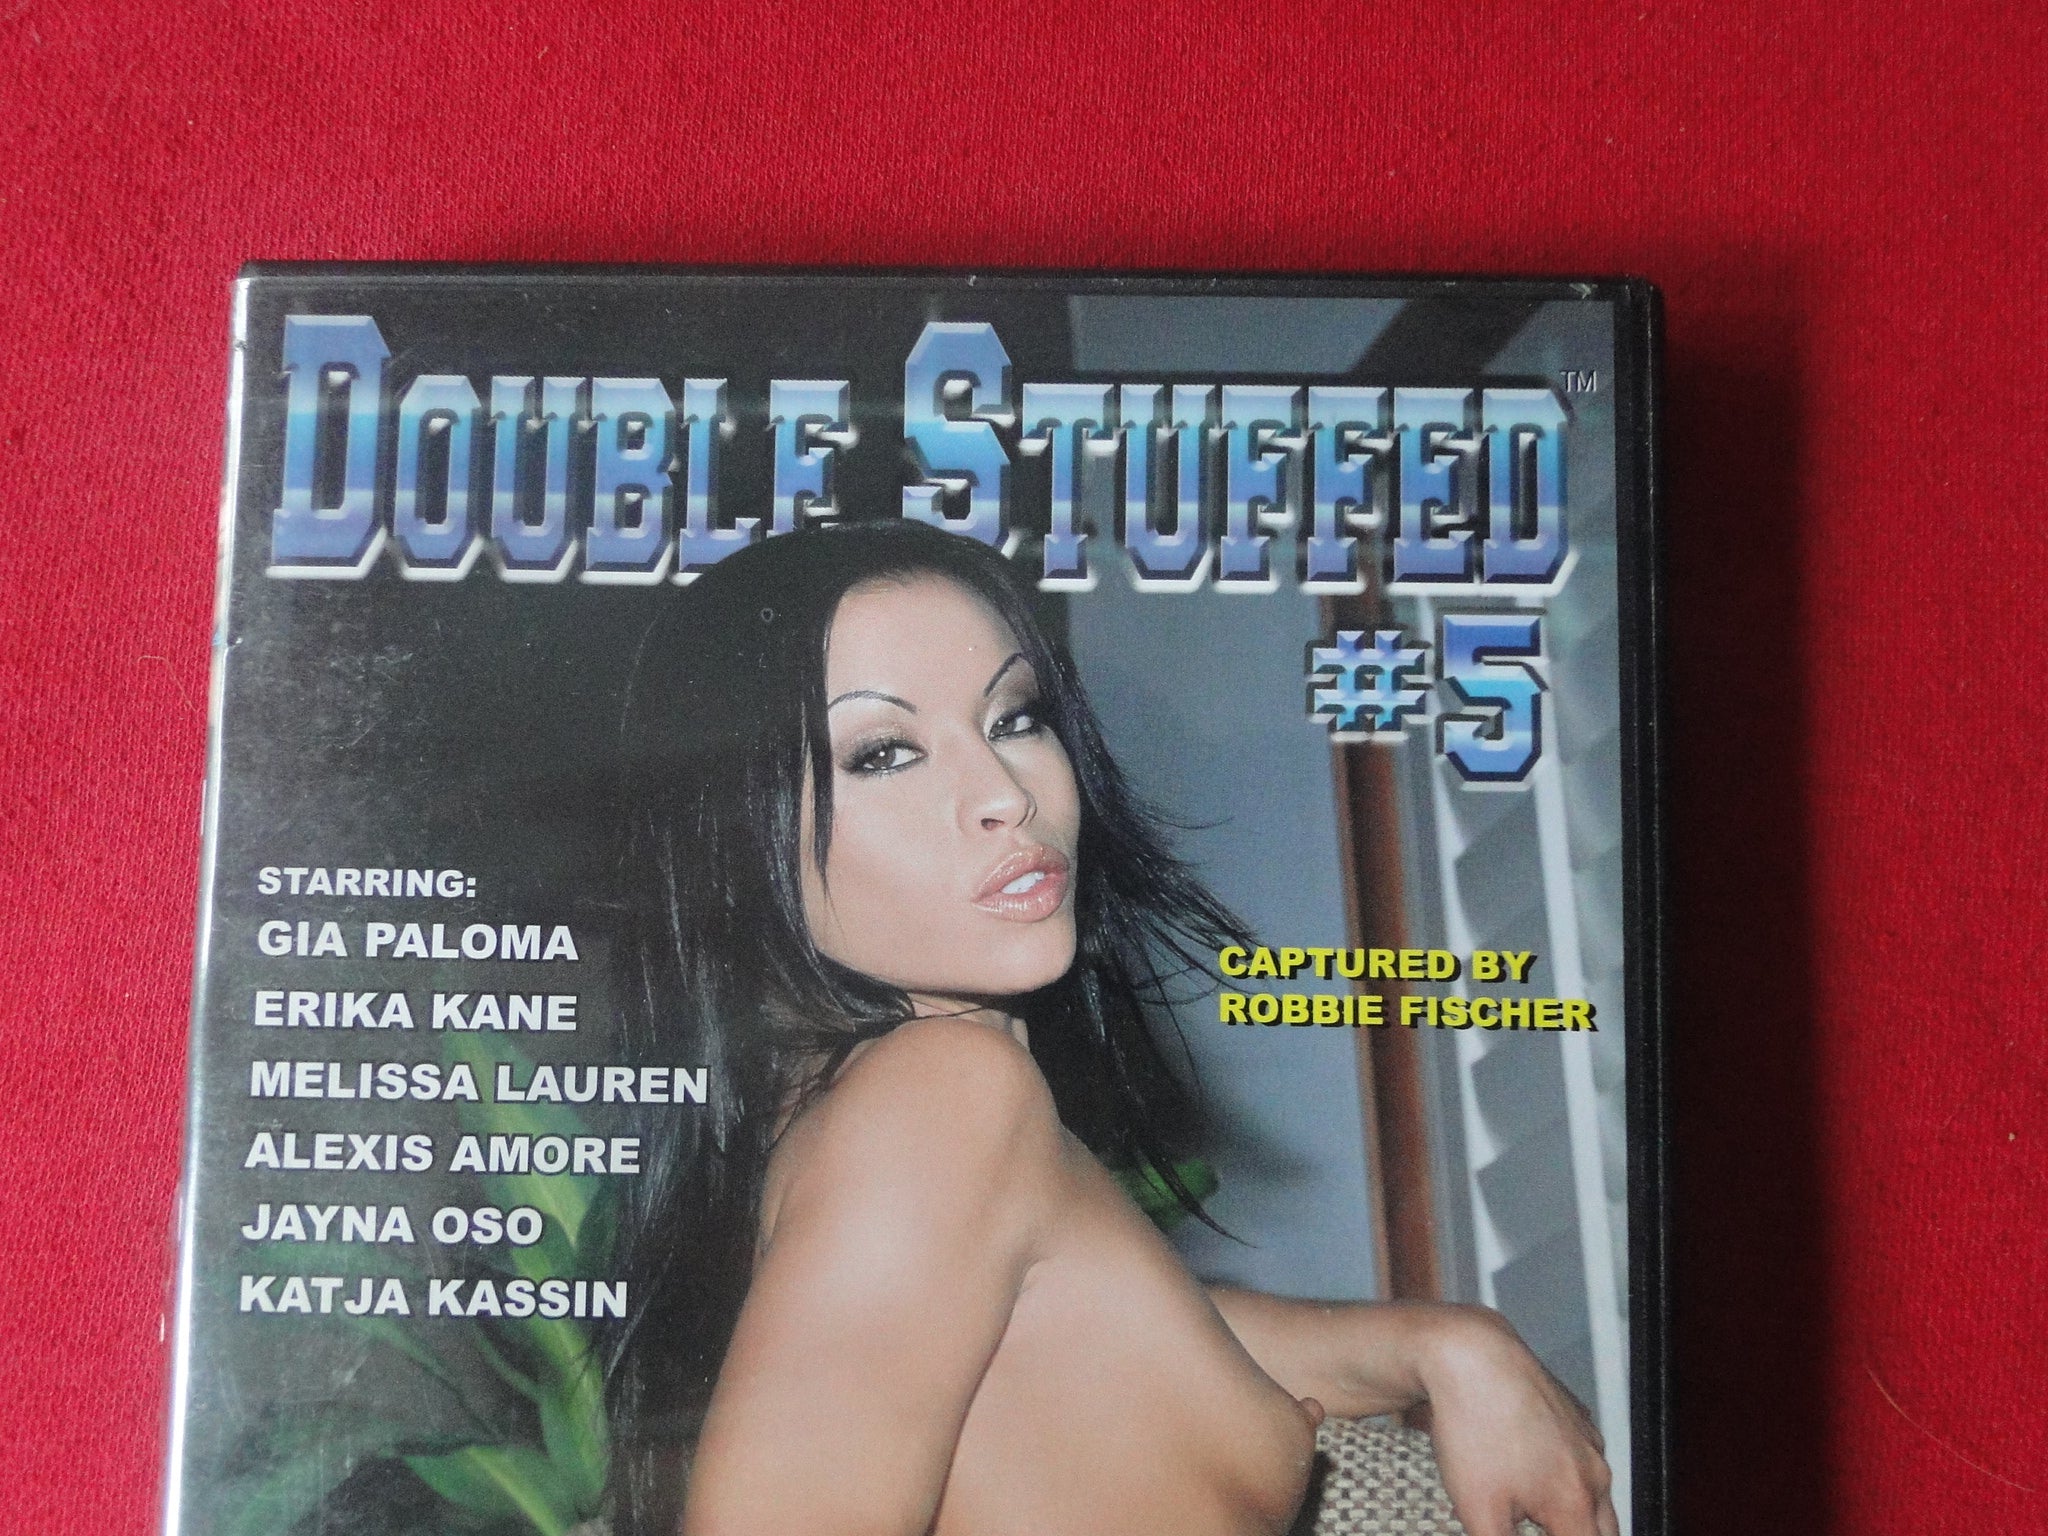 DOUBLE STUFFED™
#5
STARRING:
GIA PALOMA
ERIKA KANE
MELISSA LAUREN
ALEXIS AMORE
JAYNA OSO
KATJA KASSIN
CAPTURED BY
ROBBIE FISCHER